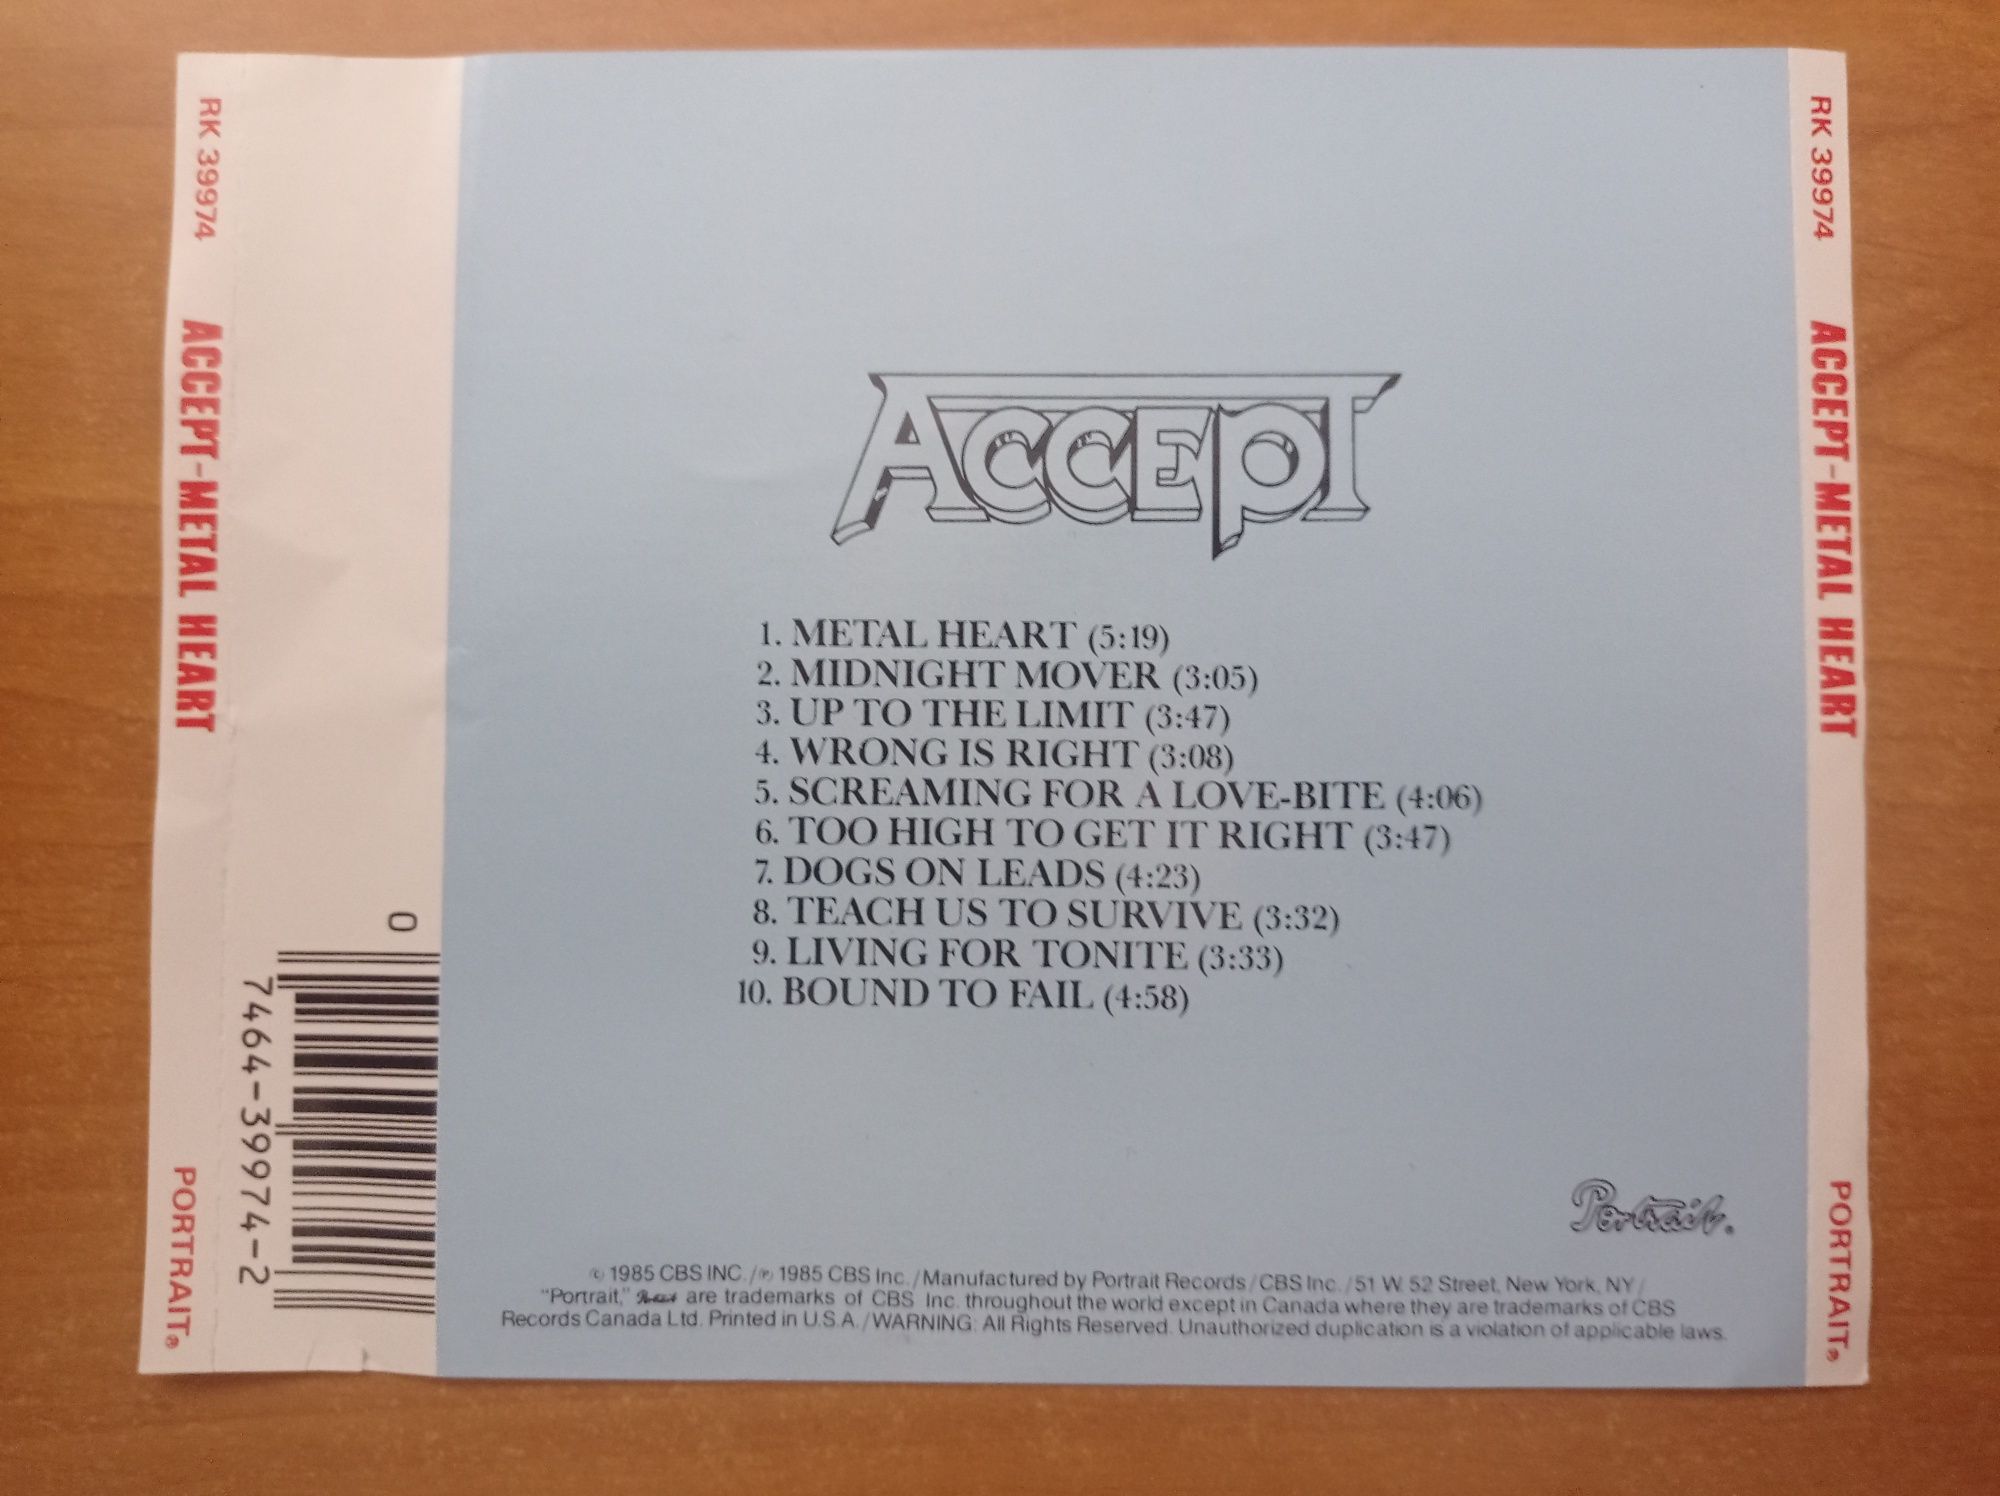 RK 39974 ACCEPT-METAL HEART PORTRAIT®
0
7464-39974-2
ACCEPT
1. METAL HEART (5:19)
2. MIDNIGHT MOVER (3:05)
3. UP TO THE LIMIT (3:47)
4. WRONG IS RIGHT (3:08)
5. SCREAMING FOR A LOVE-BITE (4:06)
6. TOO HIGH TO GET IT RIGHT (3:47)
7. DOGS ON LEADS (4:23)
8. TEACH US TO SURVIVE (3:32)
9. LIVING FOR TONITE (3:33)
10. BOUND TO FAIL (4:58)
Portrait.
© 1985 CBS INC./℗ 1985 CBS Inc./Manufactured by Portrait Records/CBS Inc./51 W. 52 Street, New York, NY/
"Portrait," Portrait are trademarks of CBS Inc. throughout the world except in Canada where they are trademarks of CBS
Records Canada Ltd. Printed in U.S.A./WARNING: All Rights Reserved. Unauthorized duplication is a violation of applicable laws.
RK 39974 ACCEPT-METAL HEART PORTRAIT®